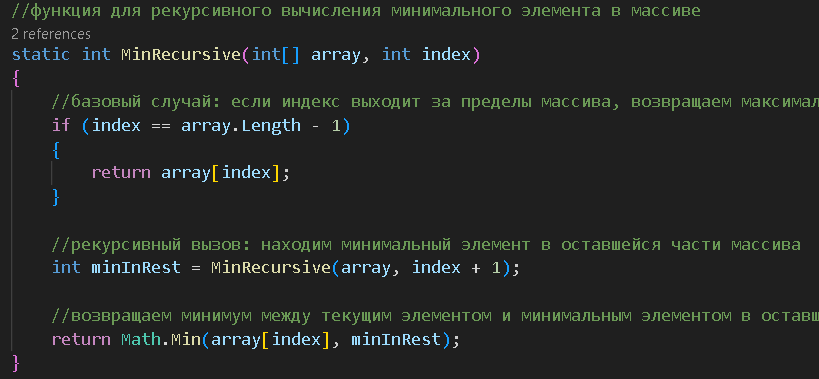 //функция для рекурсивного вычисления минимального элемента в массиве
2 references
static int MinRecursive(int[] array, int index)
{
//базовый случай: если индекс выходит за пределы массива, возвращаем максимал
if (index == array.Length - 1)
{
return array[index];
}
//рекурсивный вызов: находим минимальный элемент в оставшейся части массива
int minInRest = MinRecursive(array, index + 1);
//возвращаем минимум между текущим элементом и минимальным элементом в оставш
return Math.Min(array[index], minInRest);
}